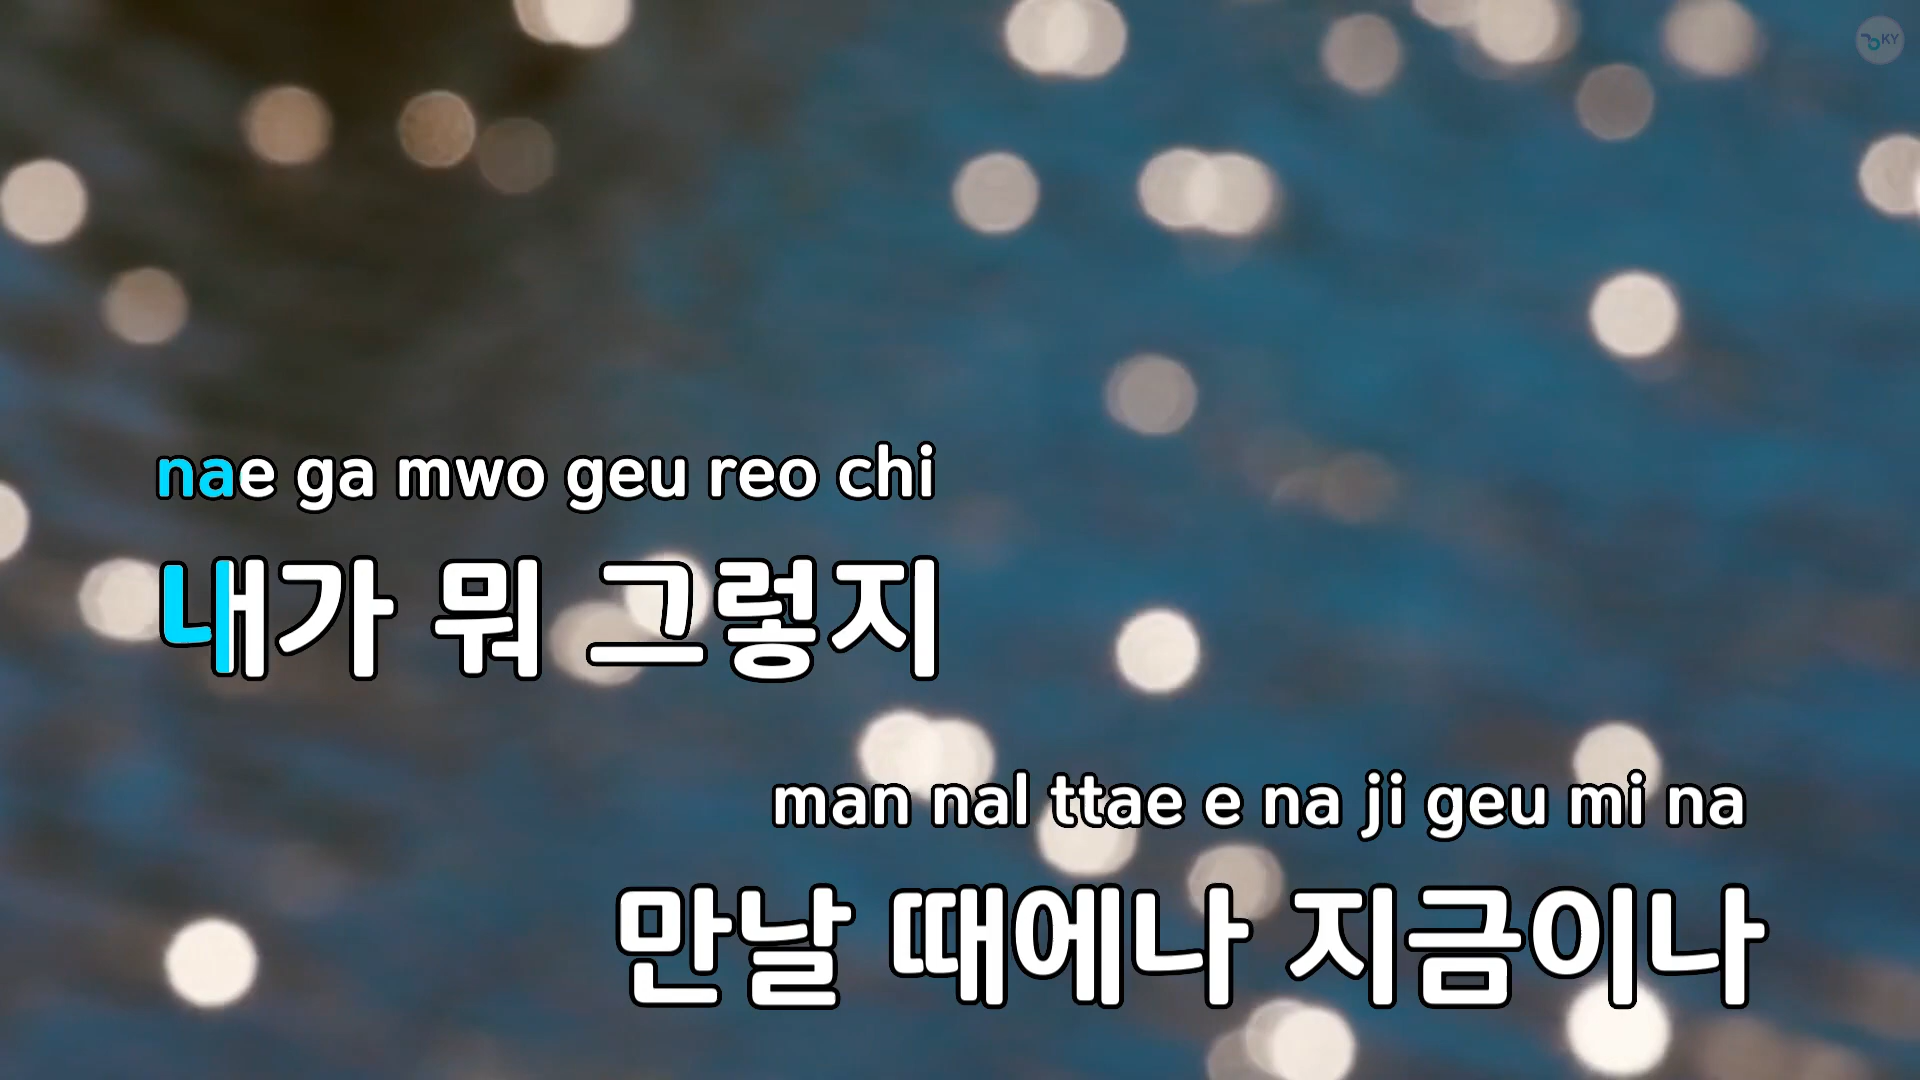 KY
nae ga mwo geu reo chi
내가 뭐 그렇지
man nal ttae e na ji geu mi na
만날 때에나 지금이나